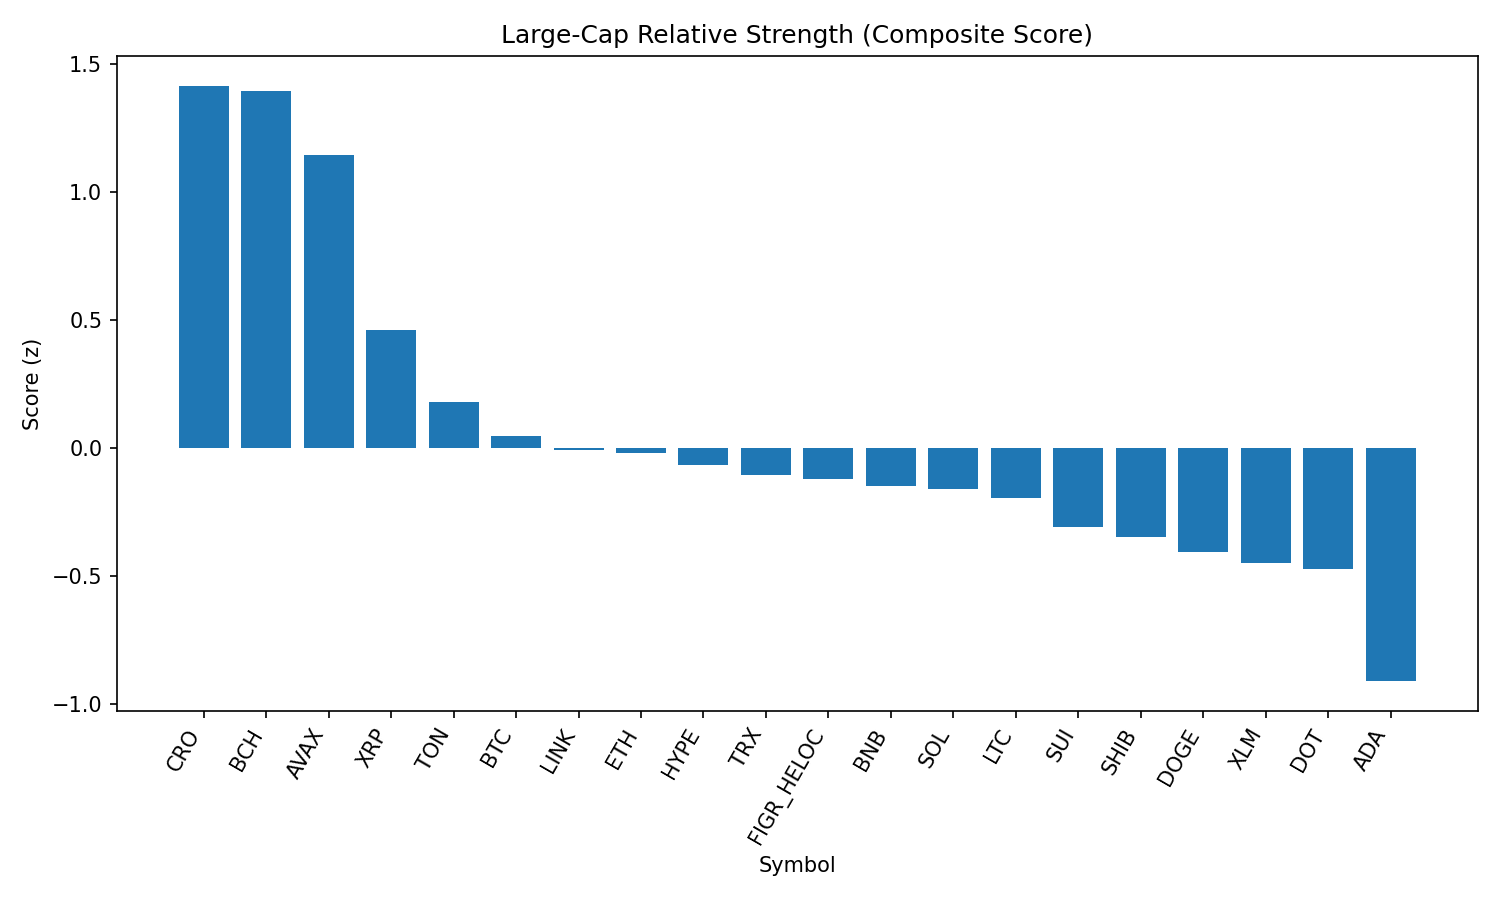 Large-Cap Relative Strength (Composite Score)
Score (z)
1.5
1.0
0.5
0.0
−0.5
−1.0
CRO
BCH
AVAX
XRP
TON
BTC
LINK
ETH
HYPE
TRX
FIGR_HELOC
BNB
SOL
LTC
SUI
SHIB
DOGE
XLM
DOT
ADA
Symbol